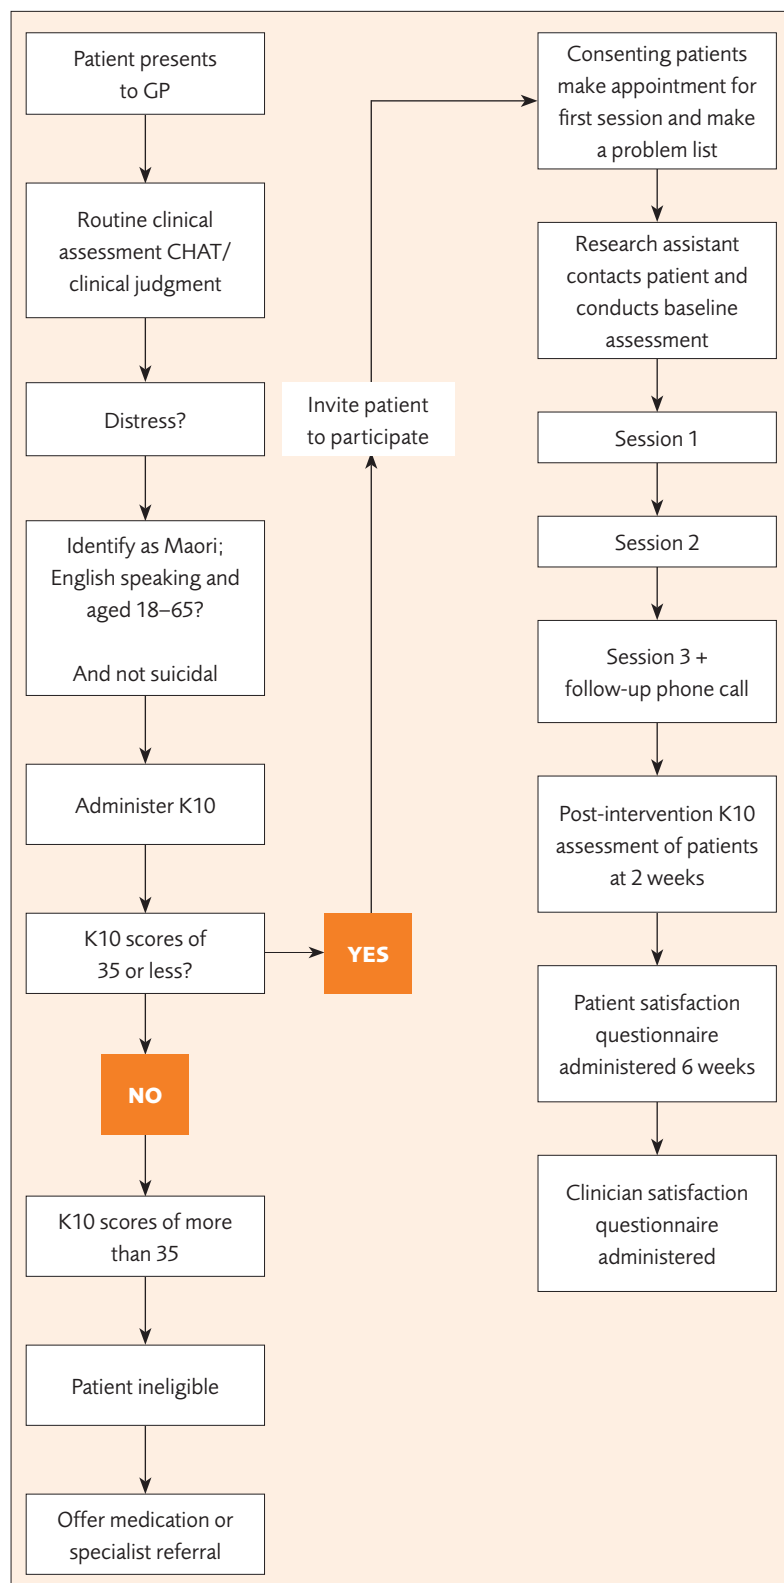 Patient presents
to GP
Routine clinical
assessment CHAT/
clinical judgment
Distress?
Identify as Maori;
English speaking and
aged 18–65?
And not suicidal
Administer K10
K10 scores of
35 or less?
YES
NO
K10 scores of more
than 35
Patient ineligible
Offer medication or
specialist referral
Invite patient
to participate
Consenting patients
make appointment for
first session and make
a problem list
Research assistant
contacts patient and
conducts baseline
assessment
Session 1
Session 2
Session 3 +
follow-up phone call
Post-intervention K10
assessment of patients
at 2 weeks
Patient satisfaction
questionnaire
administered 6 weeks
Clinician satisfaction
questionnaire
administered